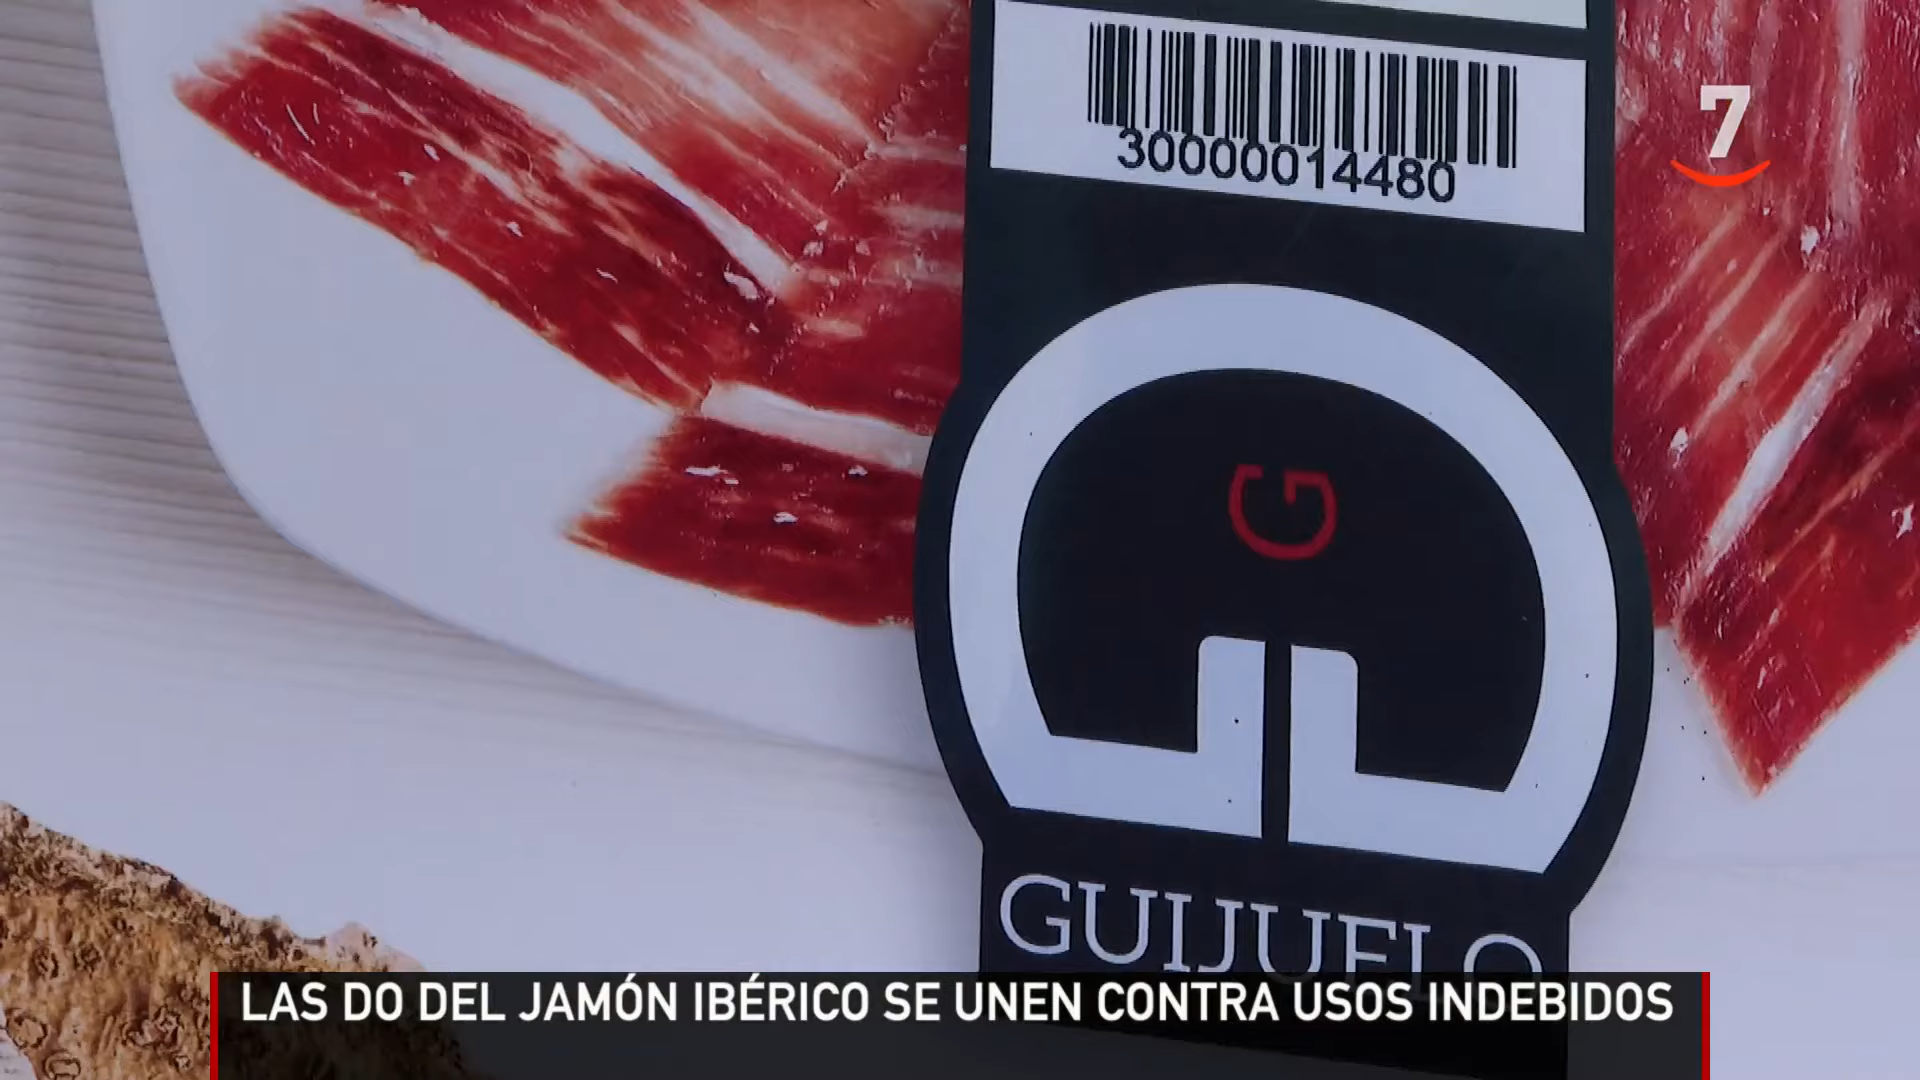 30000014480
7
G
GUIJUELO
LAS DO DEL JAMÓN IBÉRICO SE UNEN CONTRA USOS INDEBIDOS